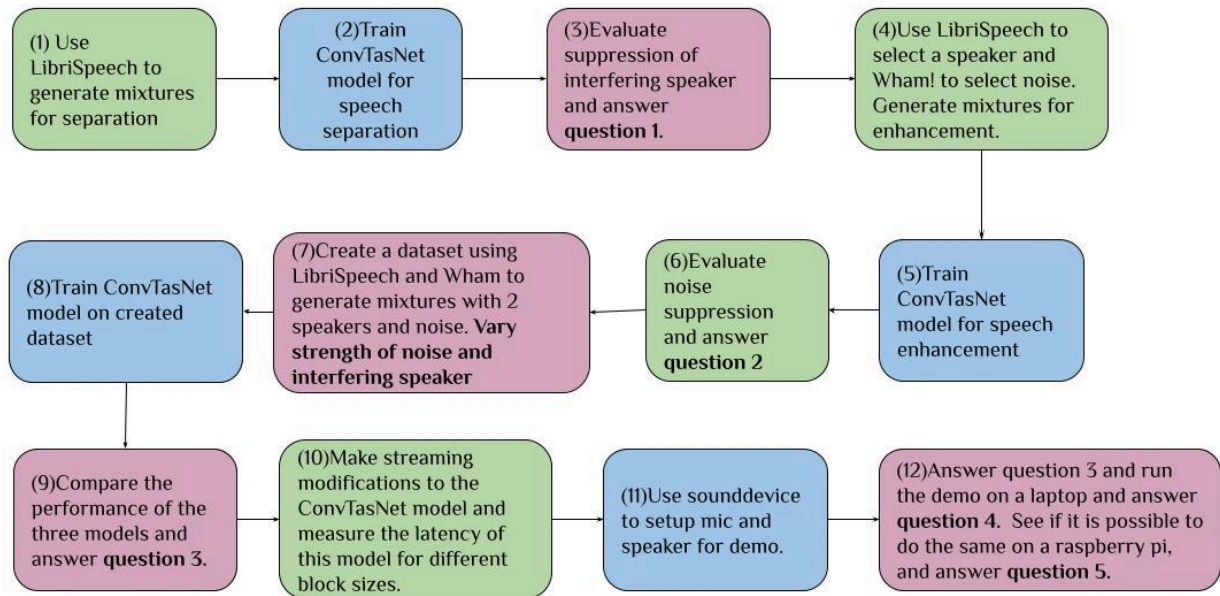 (1) Use
LibriSpeech to
generate mixtures
for separation
(2)Train
ConvTasNet
model for
speech
separation
(3)Evaluate
suppression of
interfering speaker
and answer
question 1.
(4)Use LibriSpeech to
select a speaker and
Wham! to select noise.
Generate mixtures for
enhancement.
(5)Train
ConvTasNet
model for speech
enhancement
(6)Evaluate
noise
suppression
and answer
question 2
(7)Create a dataset using
LibriSpeech and Wham to
generate mixtures with 2
speakers and noise. Vary
strength of noise and
interfering speaker
(8)Train ConvTasNet
model on created
dataset
(9)Compare the
performance of the
three models and
answer question 3.
(10)Make streaming
modifications to the
ConvTasNet model and
measure the latency of
this model for different
block sizes.
(11)Use sounddevice
to setup mic and
speaker for demo.
(12)Answer question 3 and run
the demo on a laptop and answer
question 4. See if it is possible to
do the same on a raspberry pi,
and answer question 5.